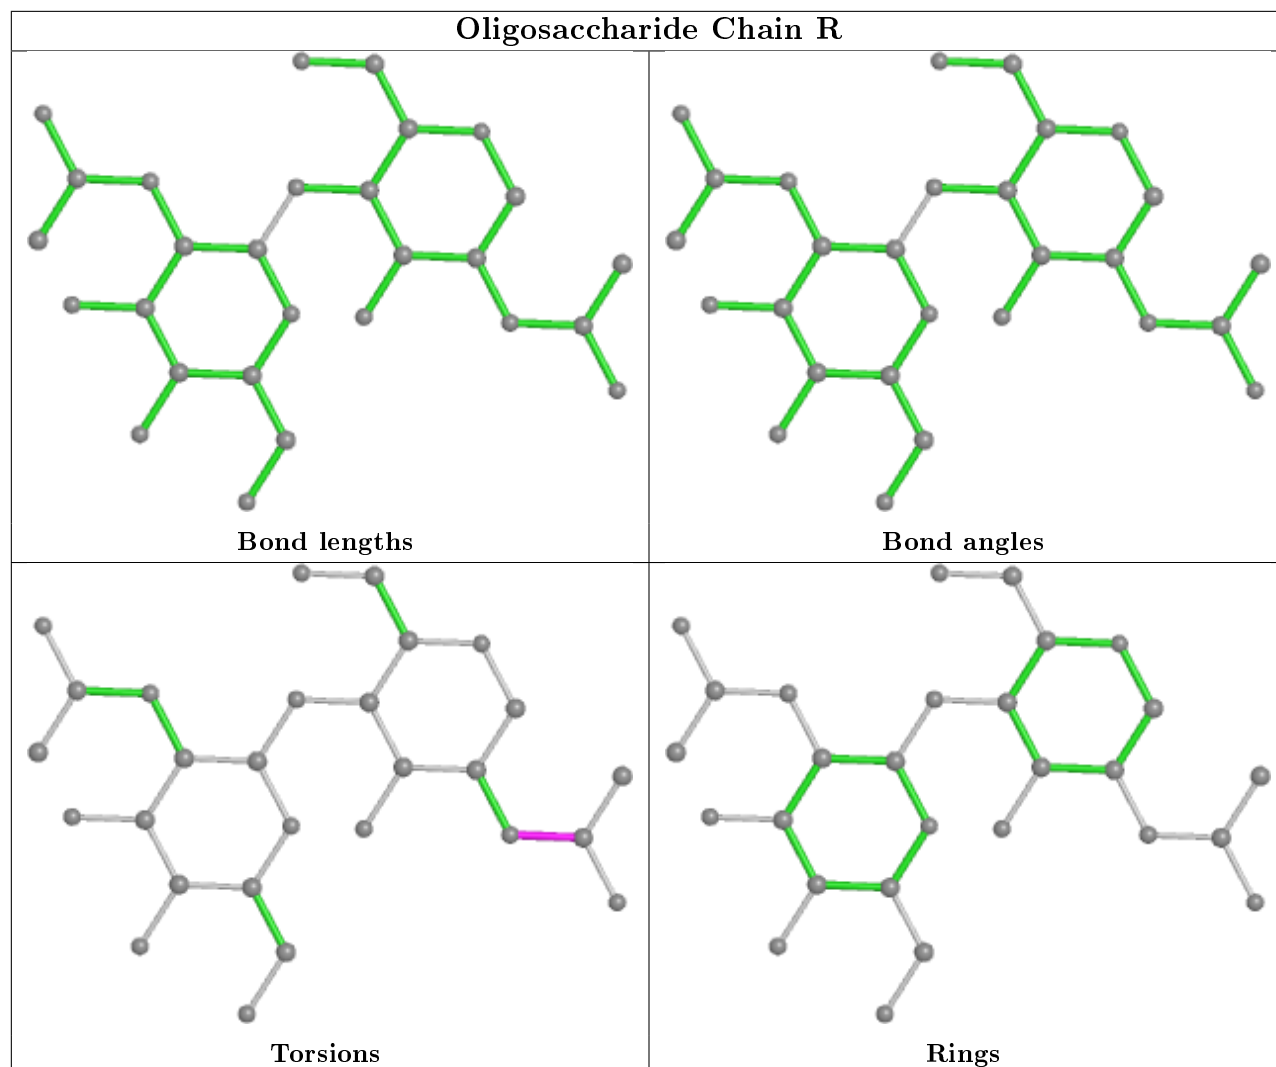 Oligosaccharide Chain R
Bond lengths
Bond angles
Torsions
Rings